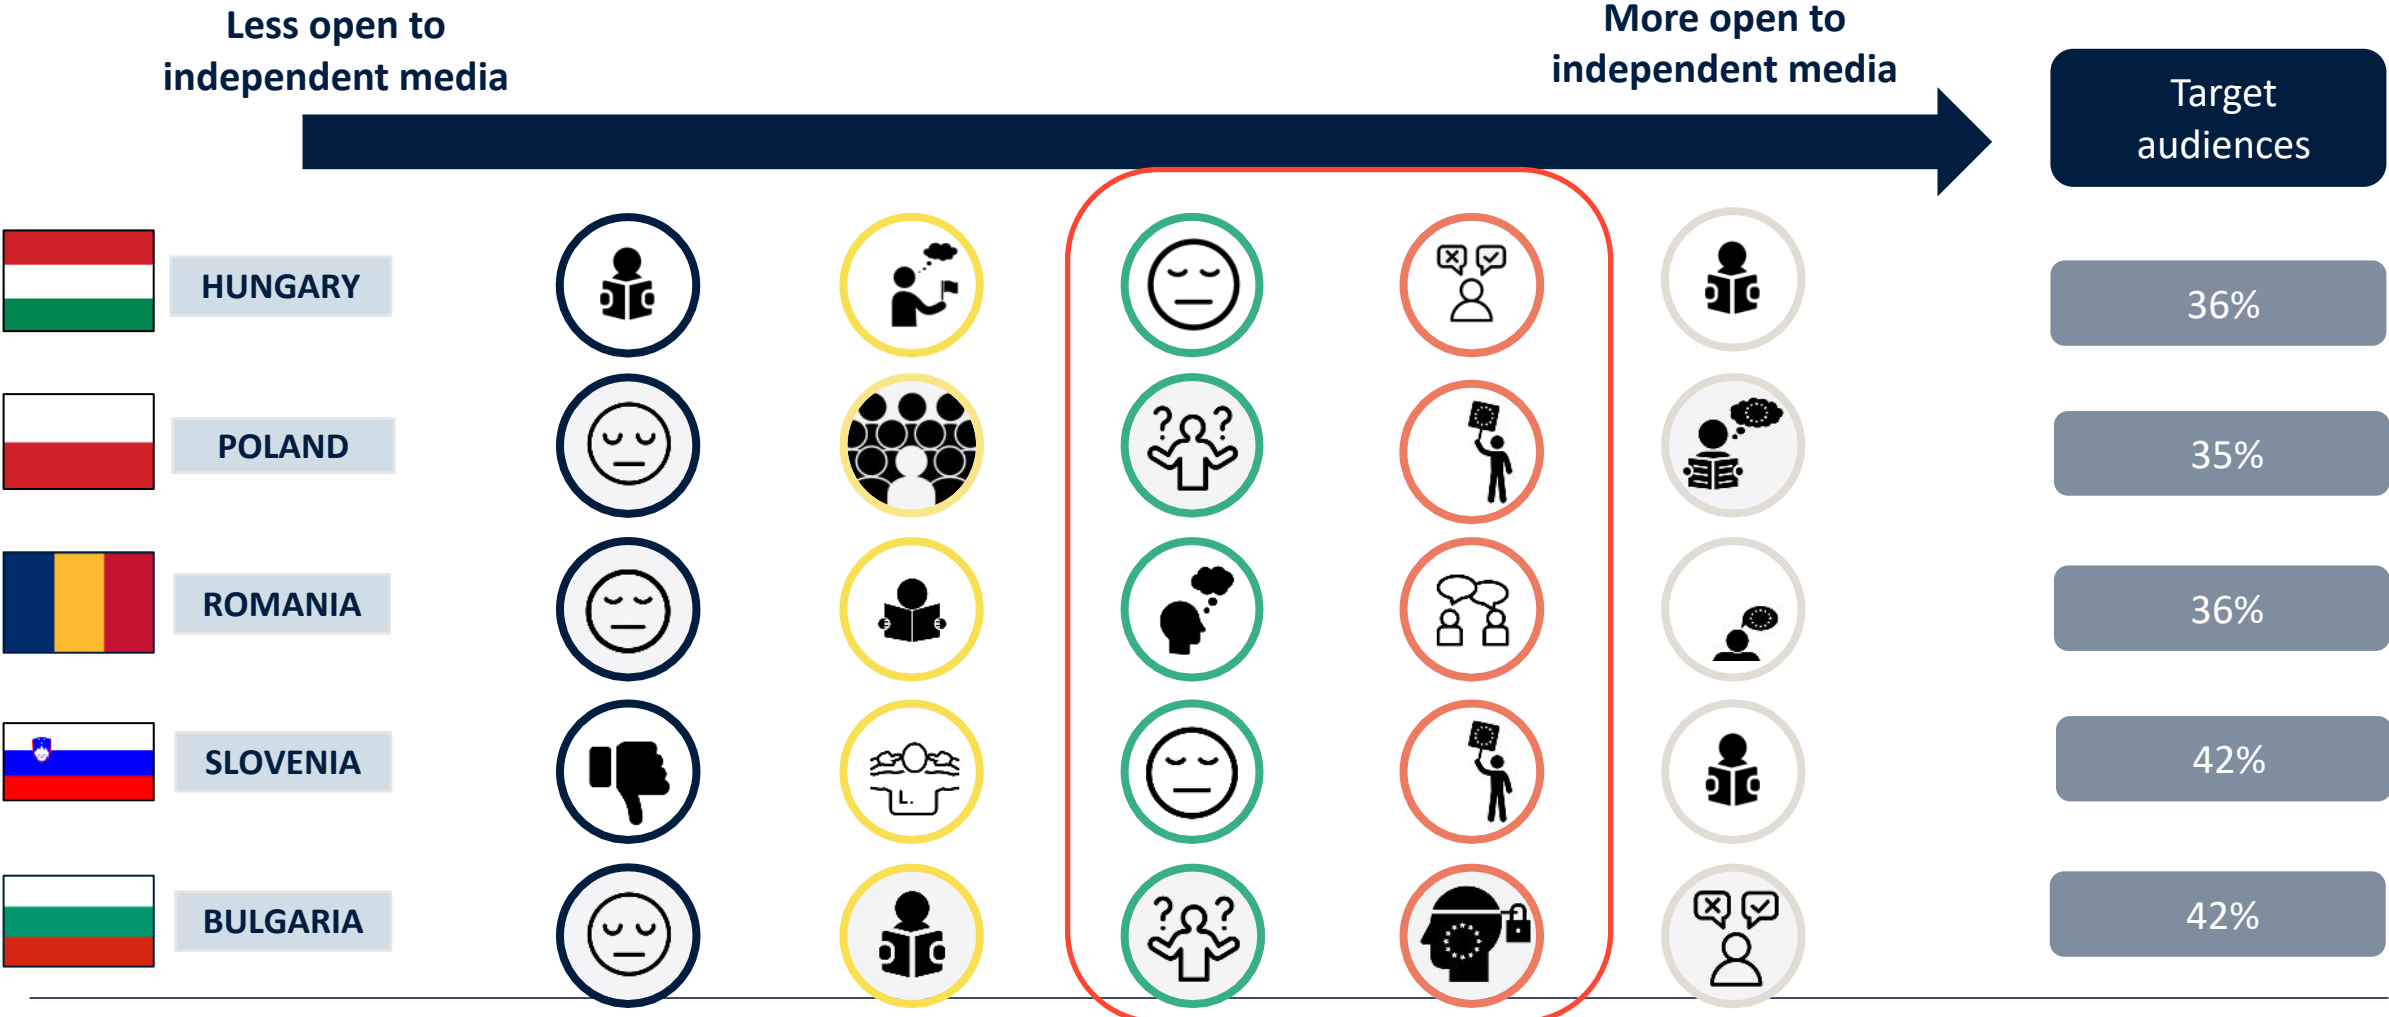 Less open to
independent media
More open to
independent media
Target
audiences
HUNGARY
36%
POLAND
35%
ROMANIA
36%
SLOVENIA
L.
42%
BULGARIA
42%